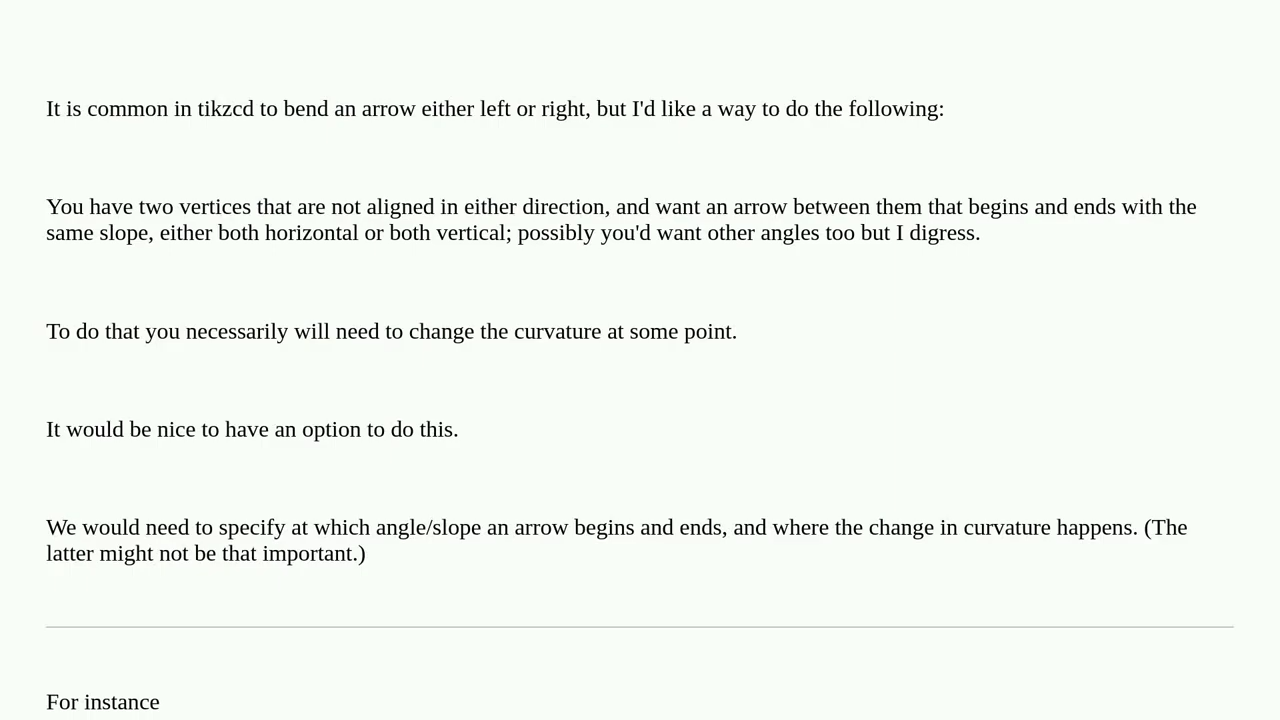 It is common in tikzcd to bend an arrow either left or right, but I'd like a way to do the following:
You have two vertices that are not aligned in either direction, and want an arrow between them that begins and ends with the
same slope, either both horizontal or both vertical; possibly you'd want other angles too but I digress.
To do that you necessarily will need to change the curvature at some point.
It would be nice to have an option to do this.
We would need to specify at which angle/slope an arrow begins and ends, and where the change in curvature happens. (The
latter might not be that important.)
For instance